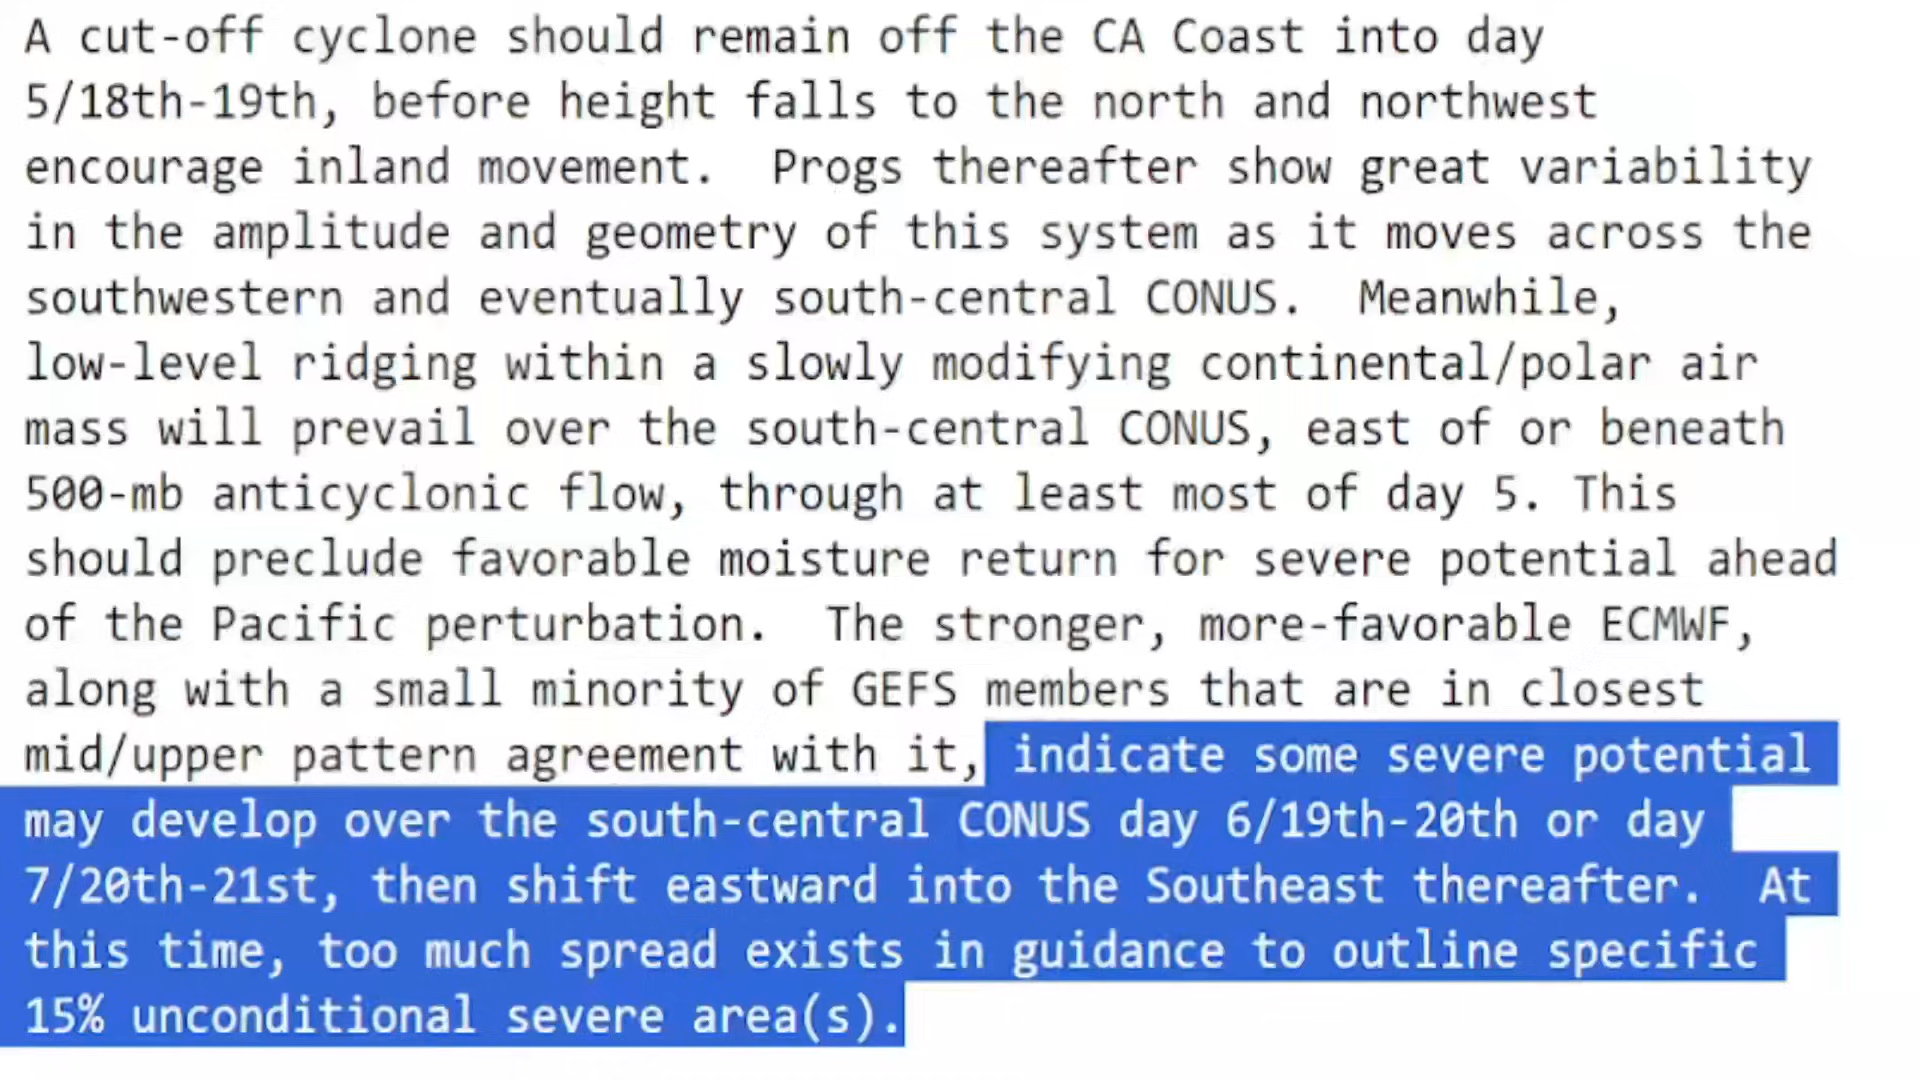 A cut-off cyclone should remain off the CA Coast into day
5/18th-19th, before height falls to the north and northwest
encourage inland movement.  Progs thereafter show great variability
in the amplitude and geometry of this system as it moves across the
southwestern and eventually south-central CONUS.  Meanwhile,
low-level ridging within a slowly modifying continental/polar air
mass will prevail over the south-central CONUS, east of or beneath
500-mb anticyclonic flow, through at least most of day 5. This
should preclude favorable moisture return for severe potential ahead
of the Pacific perturbation.  The stronger, more-favorable ECMWF,
along with a small minority of GEFS members that are in closest
mid/upper pattern agreement with it, indicate some severe potential
may develop over the south-central CONUS day 6/19th-20th or day
7/20th-21st, then shift eastward into the Southeast thereafter.  At
this time, too much spread exists in guidance to outline specific
15% unconditional severe area(s).